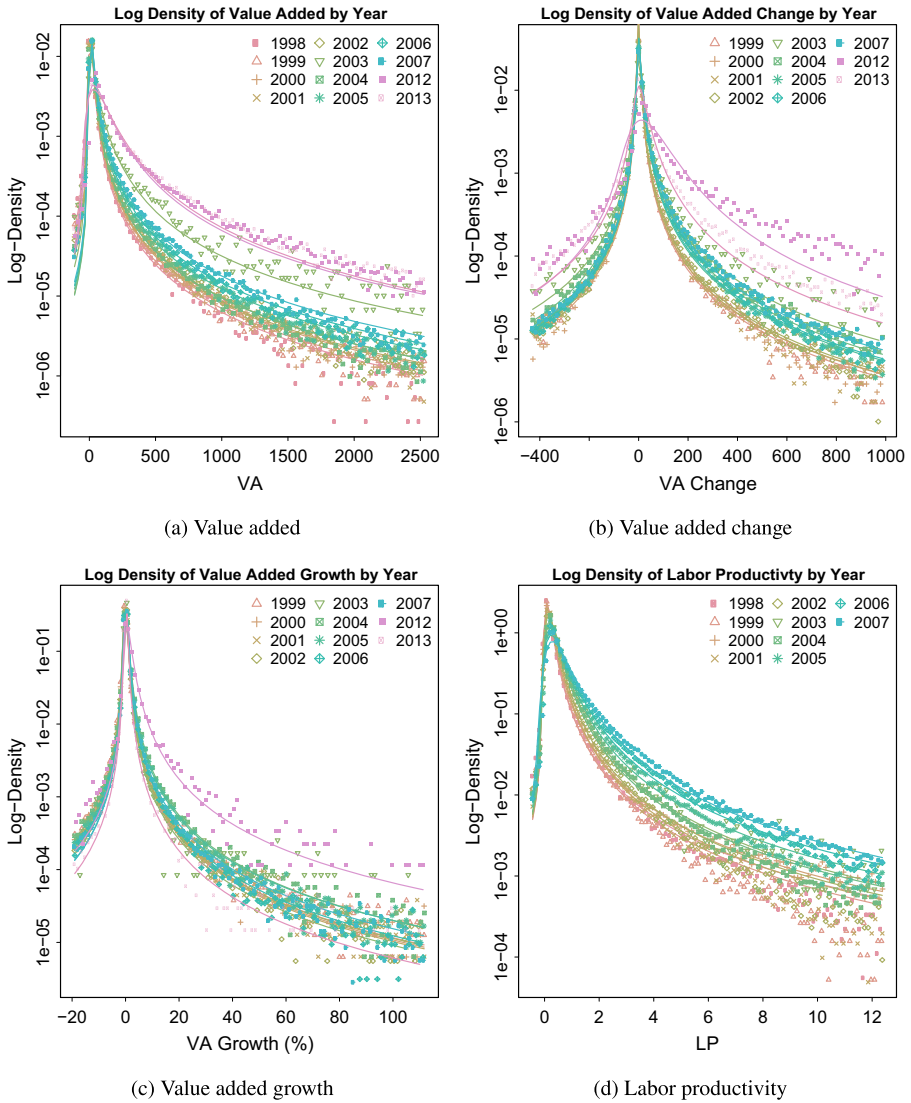 Log Density of Value Added by Year
1998 2002 2006
1999 2003 2007
2000 2004 2012
2001 2005 2013
Log−Density
1e−02
1e−03
1e−04
1e−05
1e−06
0 500 1000 1500 2000 2500
VA
(a) Value added
Log Density of Value Added Change by Year
1999 2003 2007
2000 2004 2012
2001 2005 2013
2002 2006
Log−Density
1e−02
1e−03
1e−04
1e−05
1e−06
−400 0 200 400 600 800 1000
VA Change
(b) Value added change
Log Density of Value Added Growth by Year
1999 2003 2007
2000 2004 2012
2001 2005 2013
2002 2006
Log−Density
1e−01
1e−02
1e−03
1e−04
1e−05
−20 0 20 40 60 80 100
VA Growth (%)
(c) Value added growth
Log Density of Labor Productivty by Year
1998 2002 2006
1999 2003 2007
2000 2004
2001 2005
Log−Density
1e+00
1e−01
1e−02
1e−03
1e−04
0 2 4 6 8 10 12
LP
(d) Labor productivity